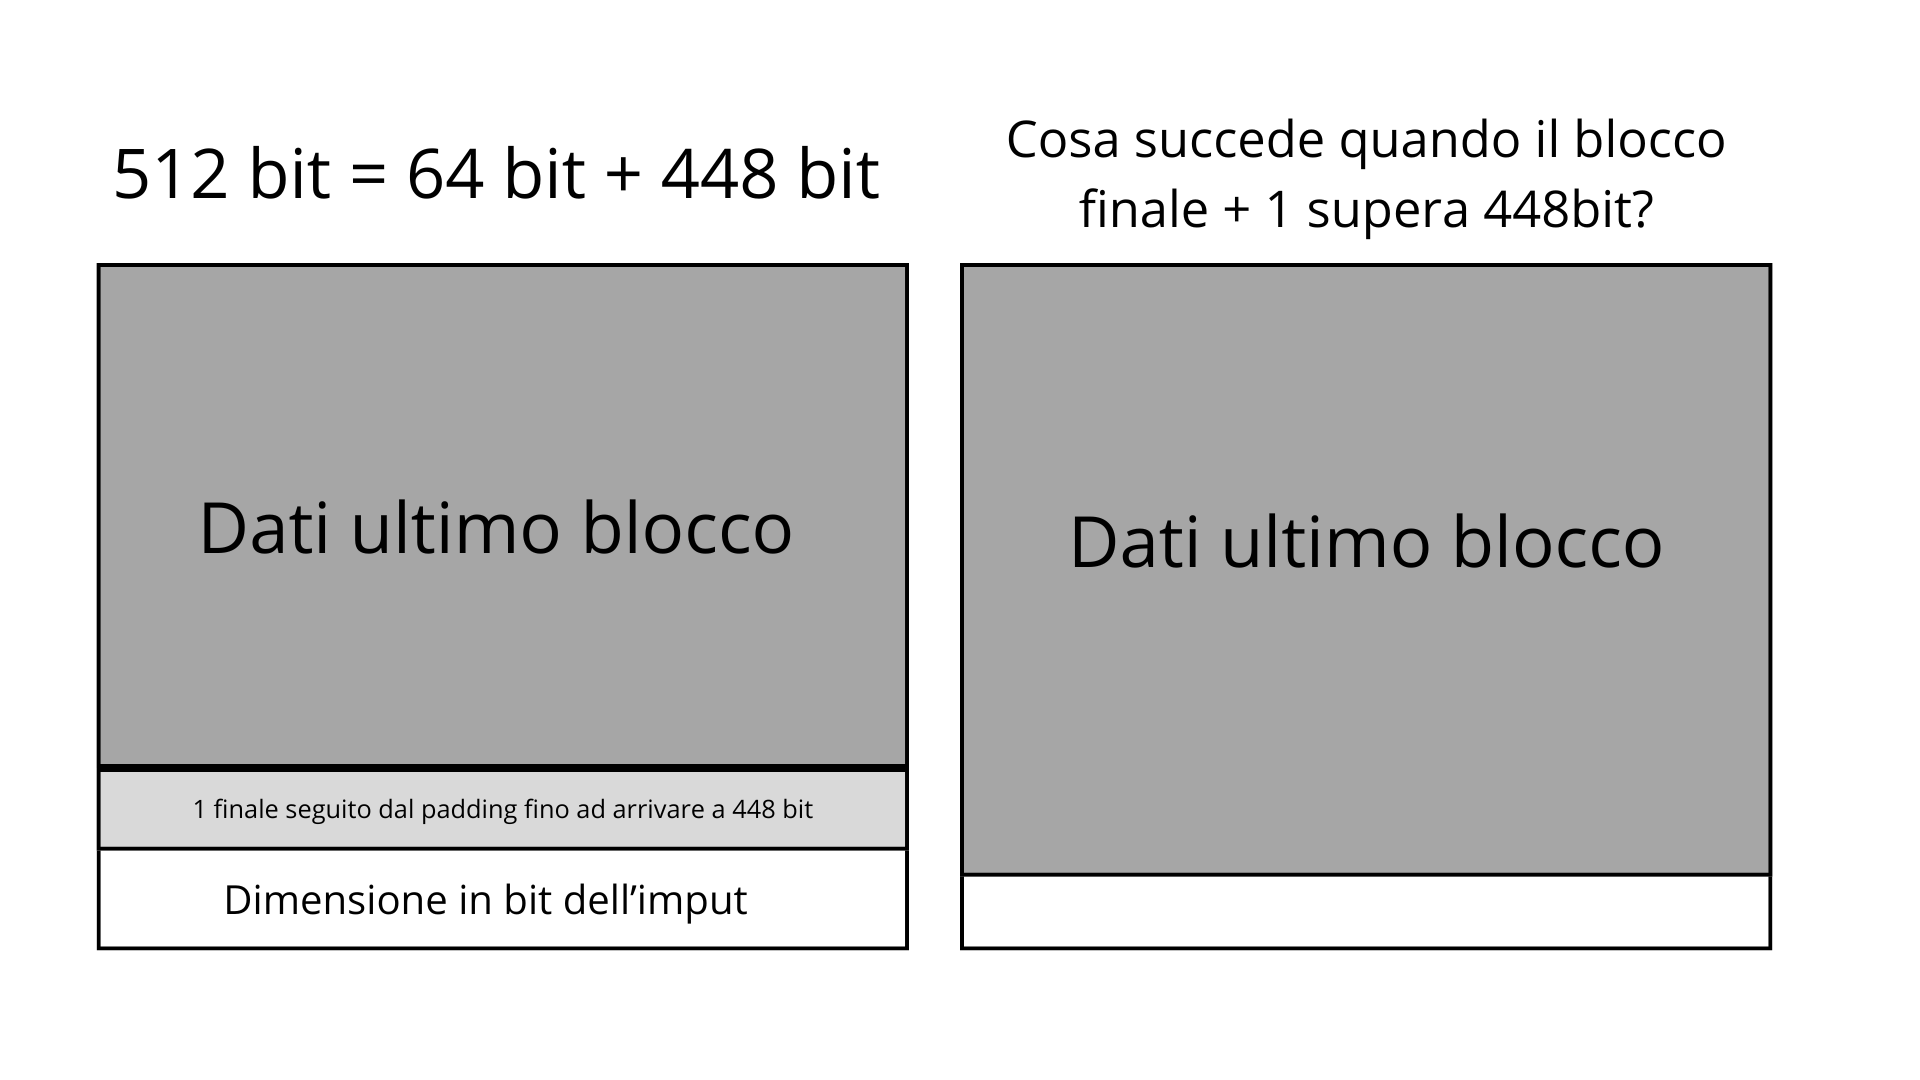 512 bit = 64 bit + 448 bit
Cosa succede quando il blocco
finale + 1 supera 448bit?
Dati ultimo blocco
1 finale seguito dal padding fino ad arrivare a 448 bit
Dimensione in bit dell’imput
Dati ultimo blocco